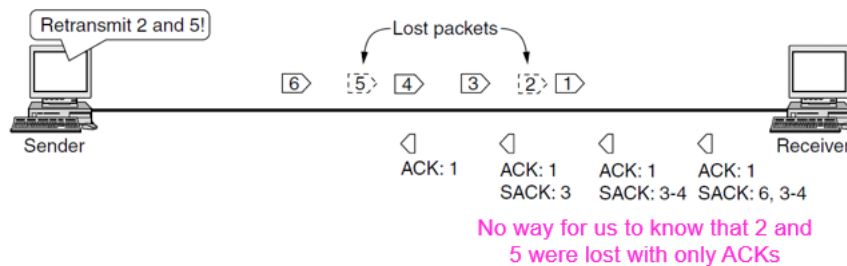 Retransmit 2 and 5!
Lost packets
6 5 4 3 2 1
Sender
Receiver
ACK: 1 ACK: 1 ACK: 1 ACK: 1
SACK: 3 SACK: 3-4 SACK: 6, 3-4
No way for us to know that 2 and
5 were lost with only ACKs